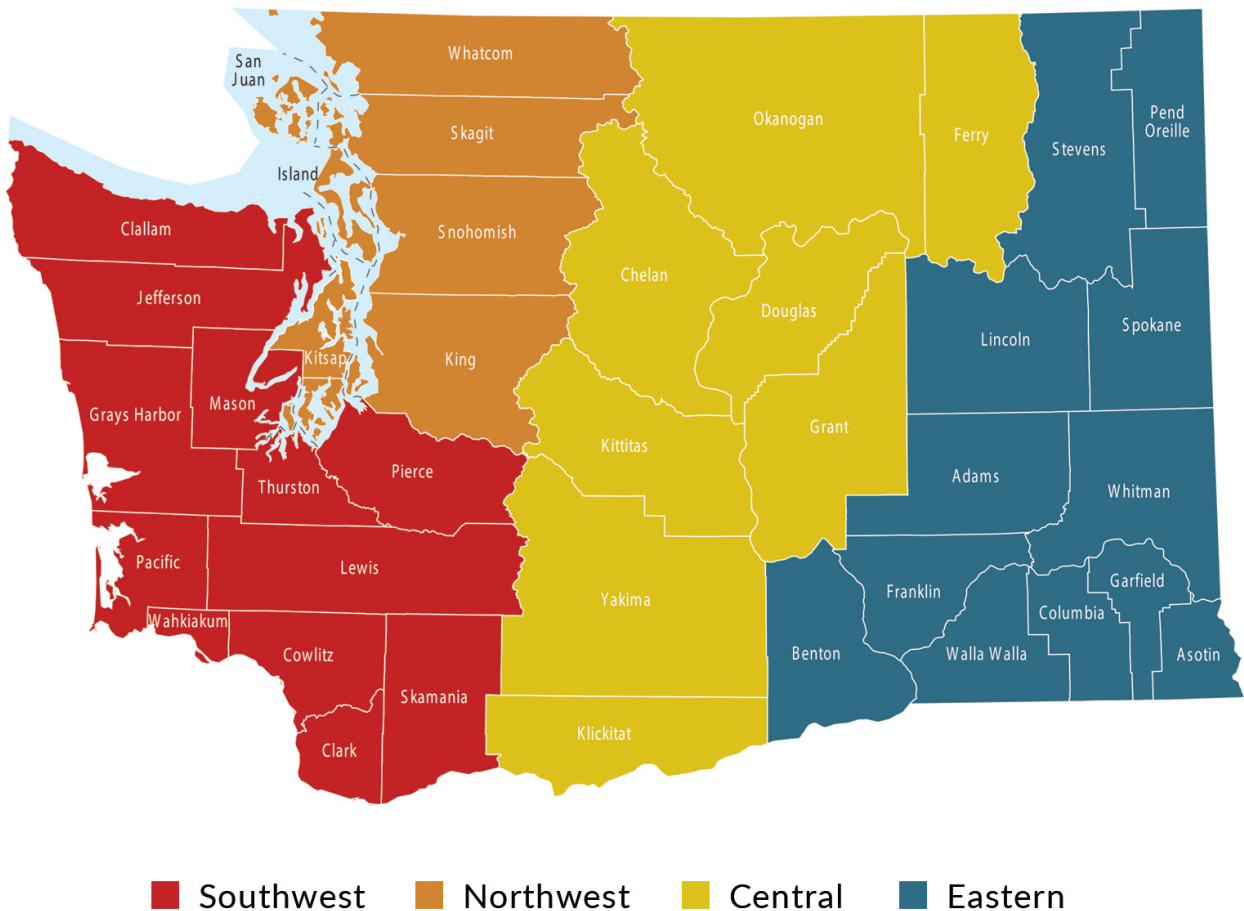 Whatcom
San
Juan
Skagit
Okanogan
Ferry
Pend
Oreille
Stevens
Island
Clallam
Snohomish
Chelan
Jefferson
Douglas
Lincoln
Spokane
Kitsap
King
Mason
Grays Harbor
Grant
Kittitas
Pierce
Thurston
Adams
Whitman
Pacific
Lewis
Yakima
Franklin
Garfield
Columbia
Wahkiakum
Cowlitz
Benton
Walla Walla
Asotin
Skamania
Klickitat
Clark
Southwest Northwest Central Eastern